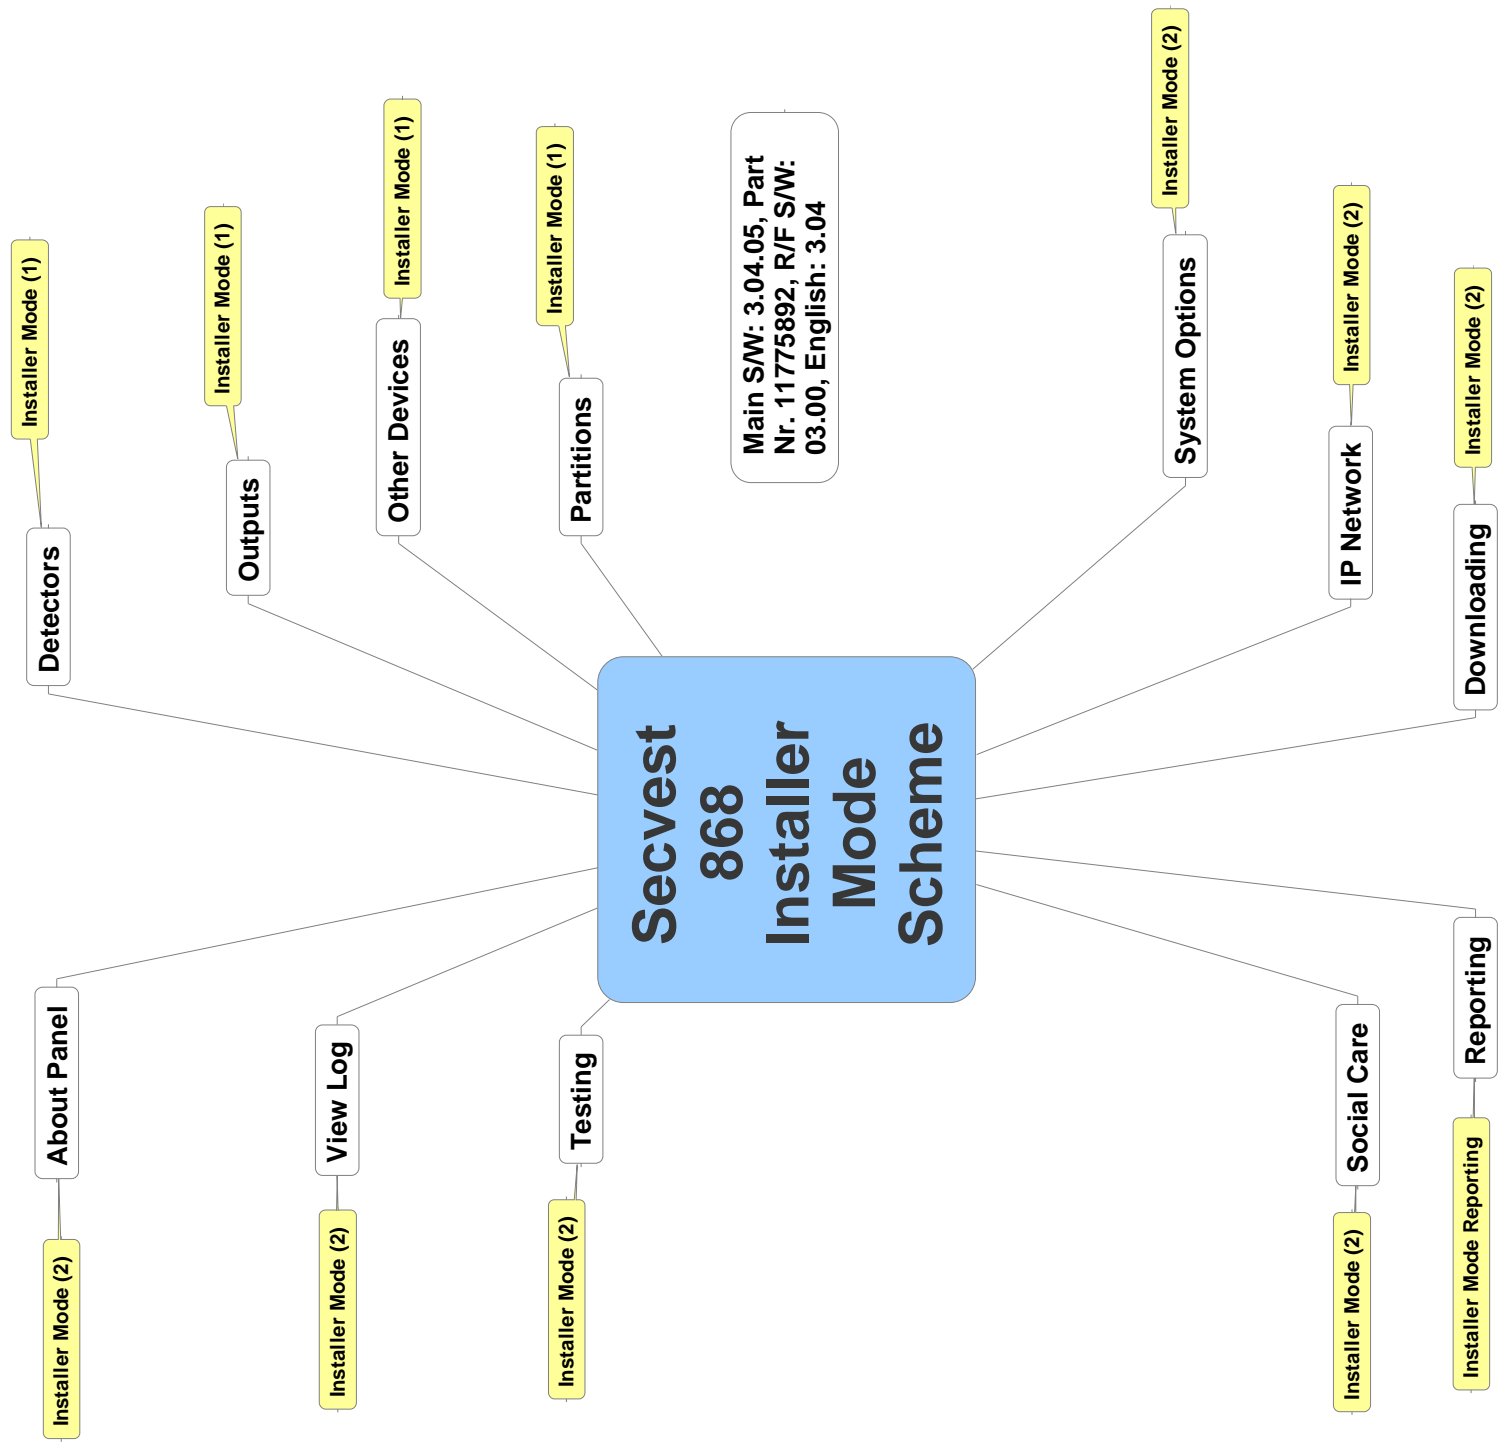 Secvest
868
Installer
Mode
Scheme
Detectors
Installer Mode (1)
Outputs
Installer Mode (1)
Other Devices
Installer Mode (1)
Partitions
Installer Mode (1)
Main S/W: 3.04.05, Part
Nr. 11775892, R/F S/W:
03.00, English: 3.04
System Options
Installer Mode (2)
IP Network
Installer Mode (2)
Downloading
Installer Mode (2)
Reporting
Installer Mode Reporting
Social Care
Installer Mode (2)
Testing
Installer Mode (2)
View Log
Installer Mode (2)
About Panel
Installer Mode (2)